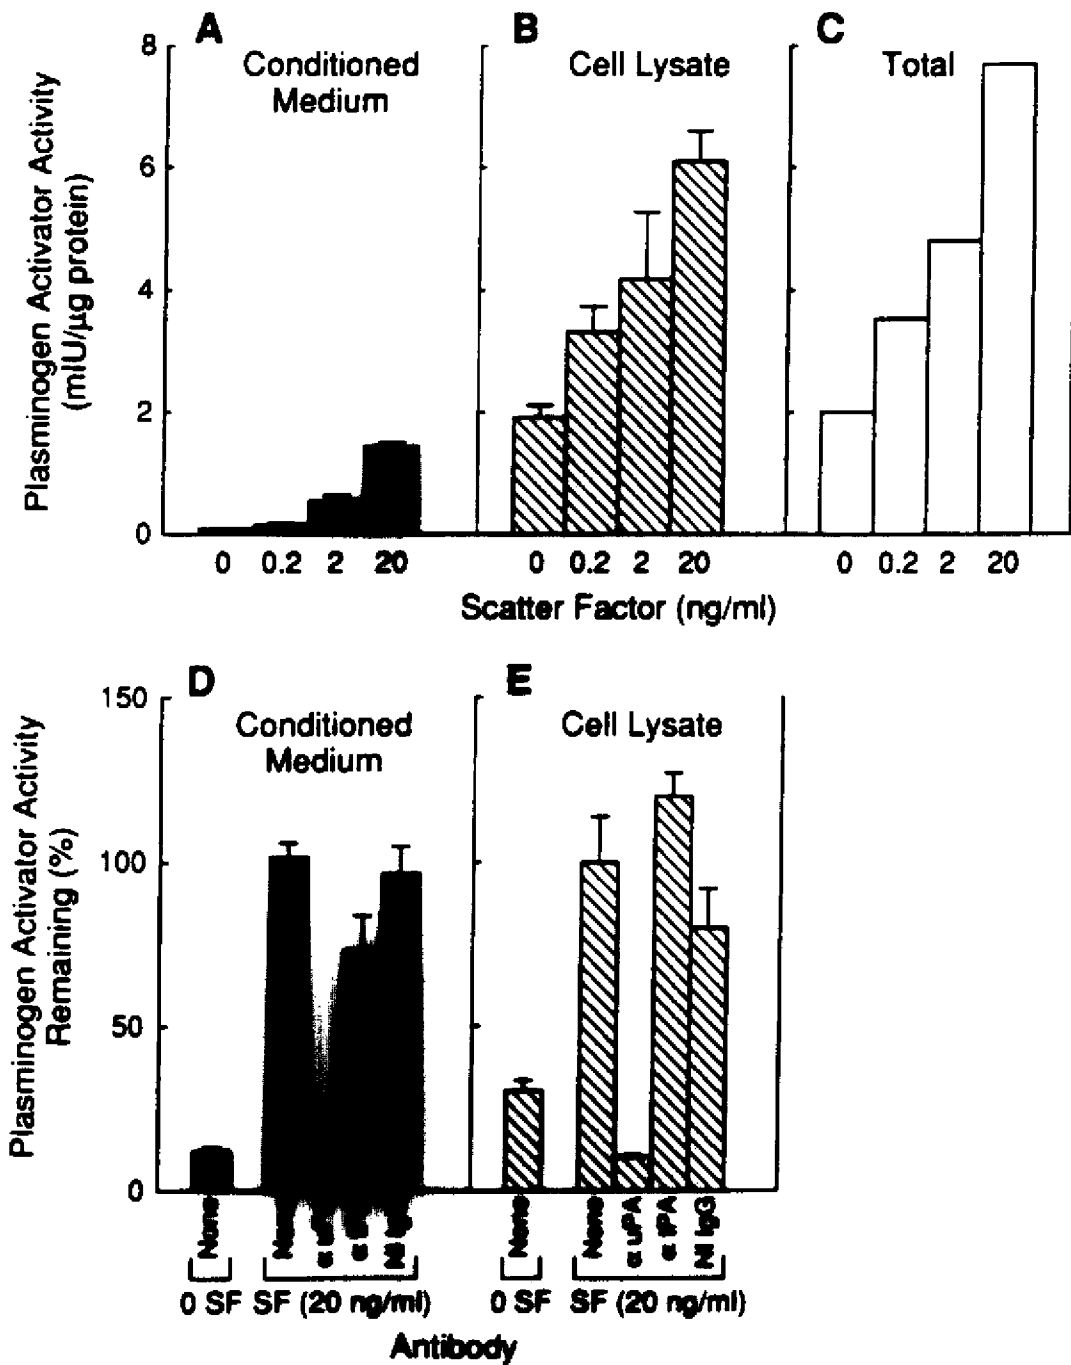 A
B
C
Conditioned
Medium
Cell Lysate
Total
Plasminogen Activator Activity
(mIU/μg protein)
8
6
4
2
0
0 0.2 2 20
0 0.2 2 20
0 0.2 2 20
Scatter Factor (ng/ml)
D
E
Conditioned
Medium
Cell Lysate
Plasminogen Activator Activity
Remaining (%)
150
100
50
0
None
α
α
NI IgG
None
None
α uPA
α tPA
NI IgG
0 SF SF (20 ng/ml)
0 SF SF (20 ng/ml)
Antibody